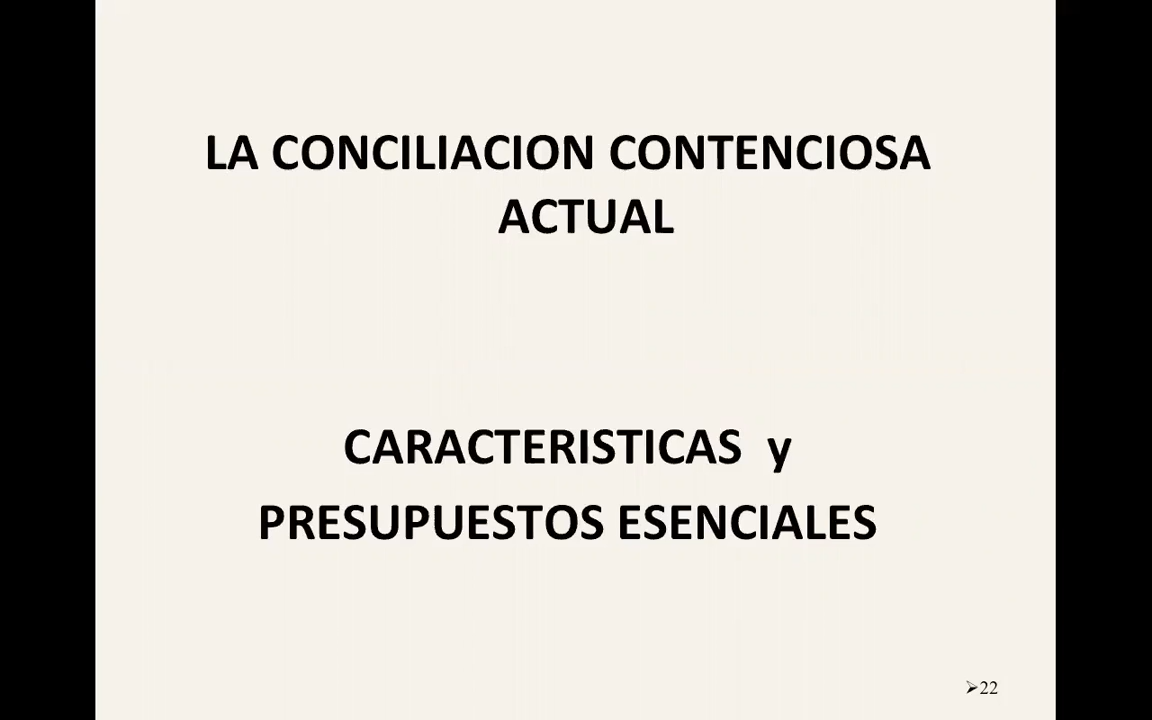 LA CONCILIACION CONTENCIOSA
ACTUAL
CARACTERISTICAS y
PRESUPUESTOS ESENCIALES
➢22